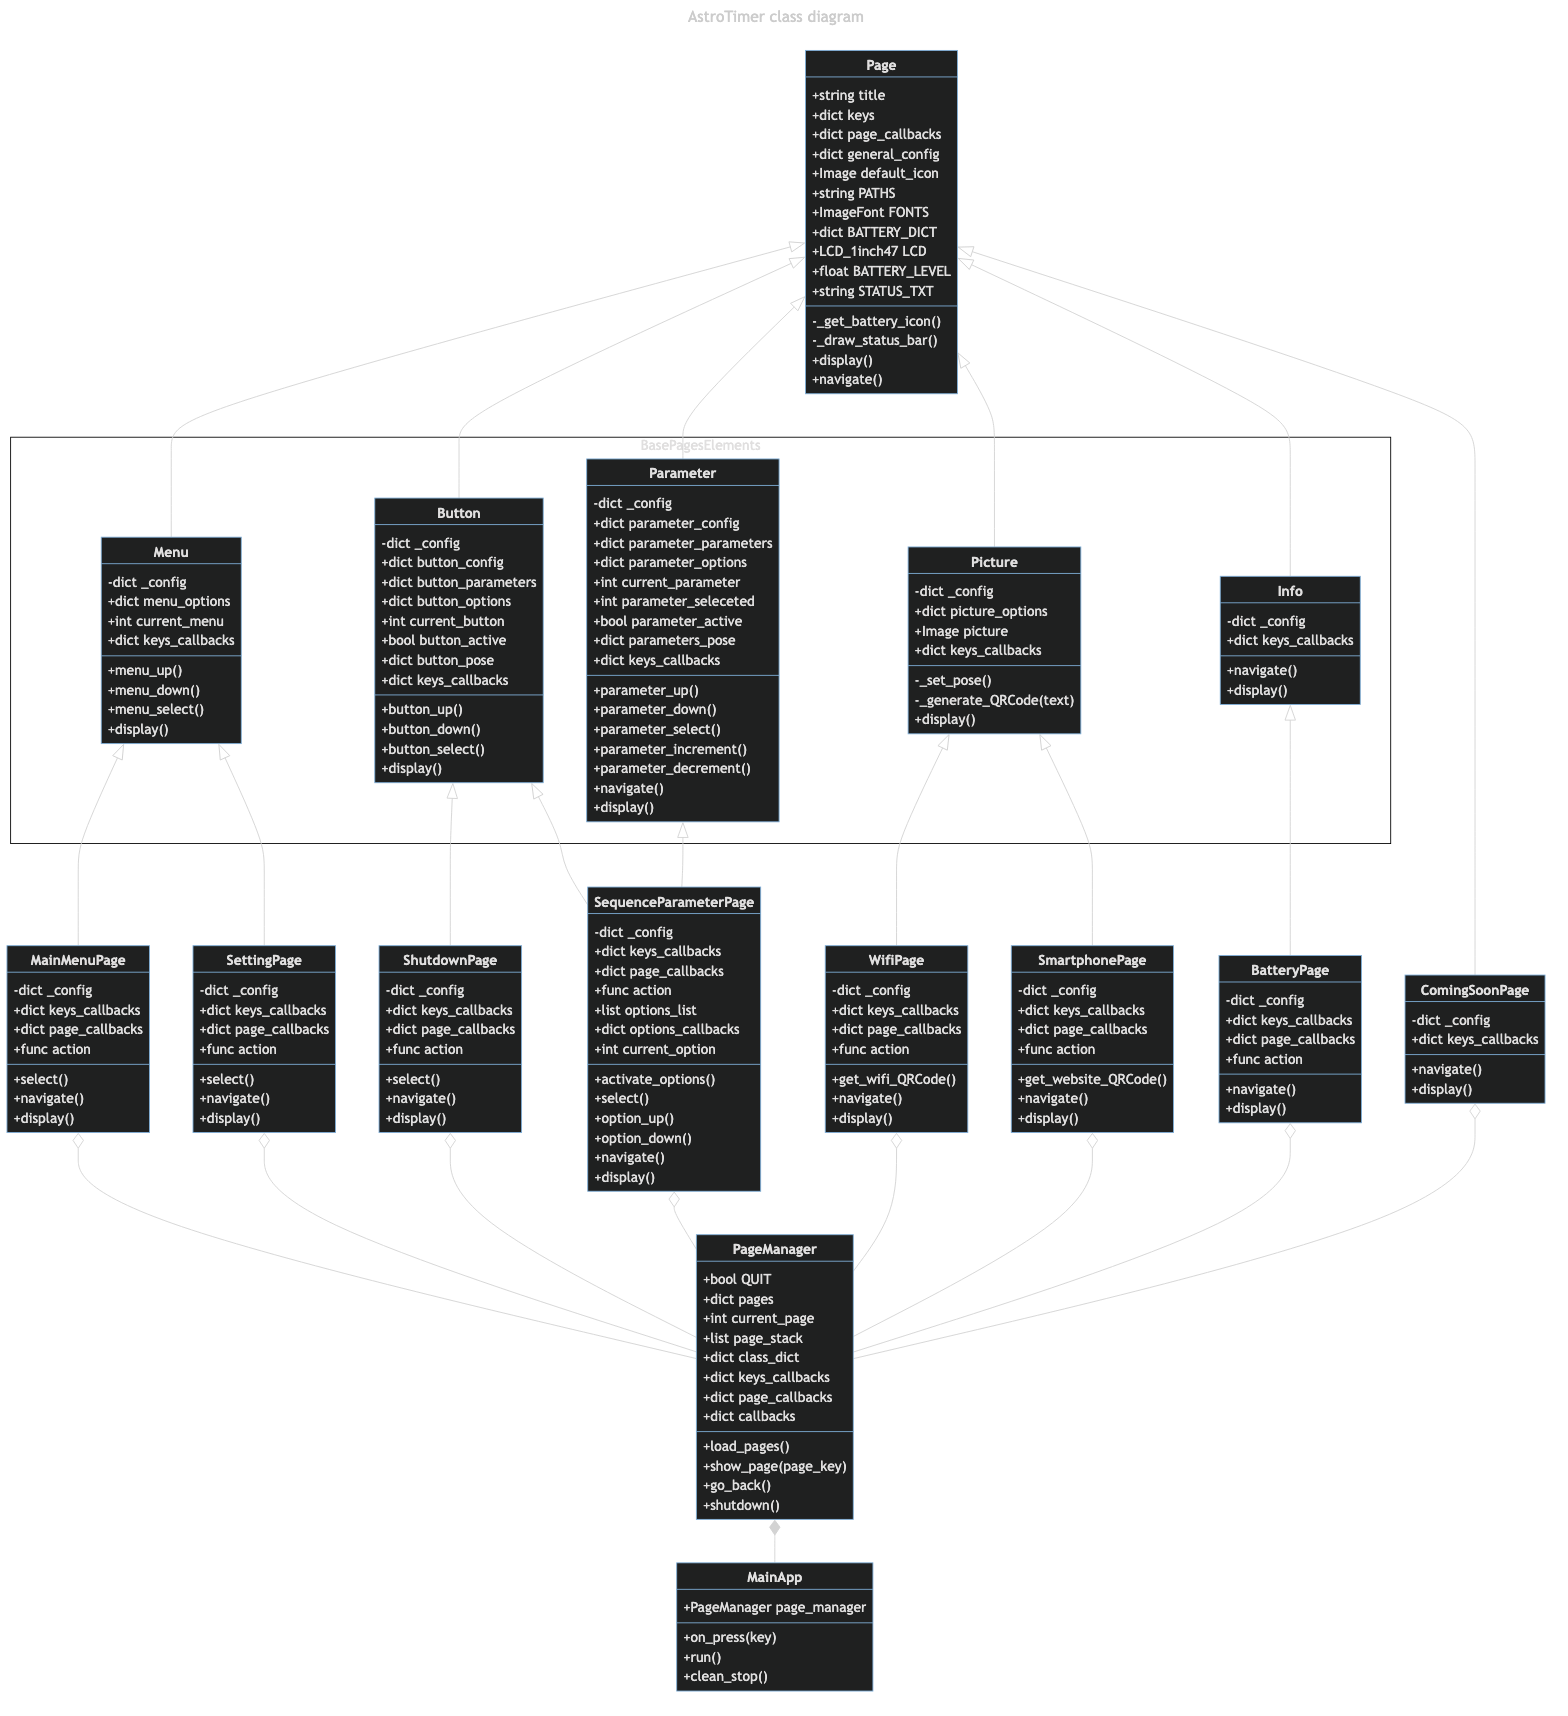 AstroTimer class diagram
Page
+string title
+dict keys
+dict page_callbacks
+dict general_config
+Image default_icon
+string PATHS
+ImageFont FONTS
+dict BATTERY_DICT
+LCD_1inch47 LCD
+float BATTERY_LEVEL
+string STATUS_TXT
-_get_battery_icon()
-_draw_status_bar()
+display()
+navigate()
BasePagesElements
Menu
-dict _config
+dict menu_options
+int current_menu
+dict keys_callbacks
+menu_up()
+menu_down()
+menu_select()
+display()
Button
-dict _config
+dict button_config
+dict button_parameters
+dict button_options
+int current_button
+bool button_active
+dict button_pose
+dict keys_callbacks
+button_up()
+button_down()
+button_select()
+display()
Parameter
-dict _config
+dict parameter_config
+dict parameter_parameters
+dict parameter_options
+int current_parameter
+int parameter_seleceted
+bool parameter_active
+dict parameters_pose
+dict keys_callbacks
+parameter_up()
+parameter_down()
+parameter_select()
+parameter_increment()
+parameter_decrement()
+navigate()
+display()
Picture
-dict _config
+dict picture_options
+Image picture
+dict keys_callbacks
-_set_pose()
-_generate_QRCode(text)
+display()
Info
-dict _config
+dict keys_callbacks
+navigate()
+display()
MainMenuPage
-dict _config
+dict keys_callbacks
+dict page_callbacks
+func action
+select()
+navigate()
+display()
SettingPage
-dict _config
+dict keys_callbacks
+dict page_callbacks
+func action
+select()
+navigate()
+display()
ShutdownPage
-dict _config
+dict keys_callbacks
+dict page_callbacks
+func action
+select()
+navigate()
+display()
SequenceParameterPage
-dict _config
+dict keys_callbacks
+dict page_callbacks
+func action
+list options_list
+dict options_callbacks
+int current_option
+activate_options()
+select()
+option_up()
+option_down()
+navigate()
+display()
WifiPage
-dict _config
+dict keys_callbacks
+dict page_callbacks
+func action
+get_wifi_QRCode()
+navigate()
+display()
SmartphonePage
-dict _config
+dict keys_callbacks
+dict page_callbacks
+func action
+get_website_QRCode()
+navigate()
+display()
BatteryPage
-dict _config
+dict keys_callbacks
+dict page_callbacks
+func action
+navigate()
+display()
ComingSoonPage
-dict _config
+dict keys_callbacks
+navigate()
+display()
PageManager
+bool QUIT
+dict pages
+int current_page
+list page_stack
+dict class_dict
+dict keys_callbacks
+dict page_callbacks
+dict callbacks
+load_pages()
+show_page(page_key)
+go_back()
+shutdown()
MainApp
+PageManager page_manager
+on_press(key)
+run()
+clean_stop()